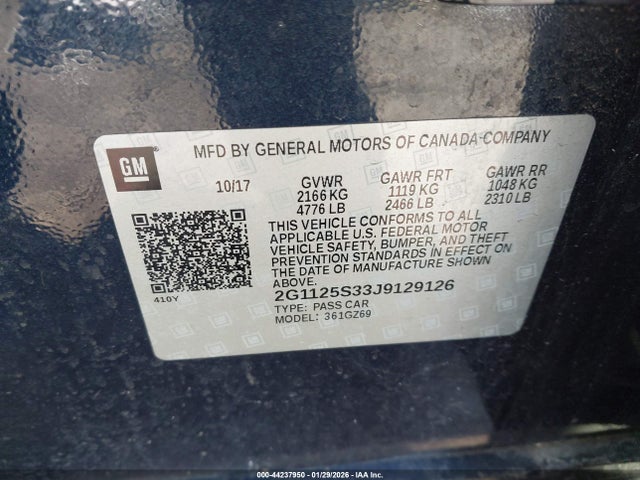 GM
MFD BY GENERAL MOTORS OF CANADA COMPANY
10/17
GVWR
2166 KG
4776 LB
GAWR FRT
1119 KG
2466 LB
GAWR RR
1048 KG
2310 LB
THIS VEHICLE CONFORMS TO ALL
APPLICABLE U.S. FEDERAL MOTOR
VEHICLE SAFETY, BUMPER, AND THEFT
PREVENTION STANDARDS IN EFFECT ON
THE DATE OF MANUFACTURE SHOWN
ABOVE.
410Y
2G1125S33J9129126
TYPE: PASS CAR
MODEL: 361GZ69
000-44237950 - 01/29/2026 - IAA Inc.